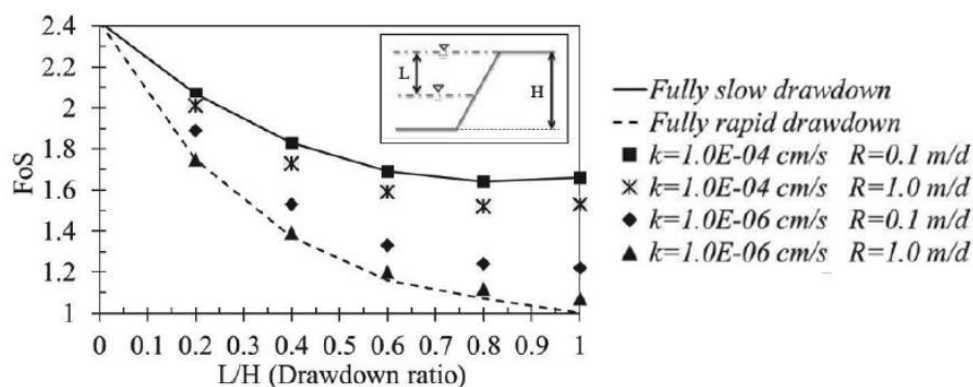 2.4
2.2
2
1.8
1.6
1.4
1.2
1
FoS
0 0.1 0.2 0.3 0.4 0.5 0.6 0.7 0.8 0.9 1
L/H (Drawdown ratio)
L
H
Fully slow drawdown
Fully rapid drawdown
k=1.0E-04 cm/s R=0.1 m/d
k=1.0E-04 cm/s R=1.0 m/d
k=1.0E-06 cm/s R=0.1 m/d
k=1.0E-06 cm/s R=1.0 m/d